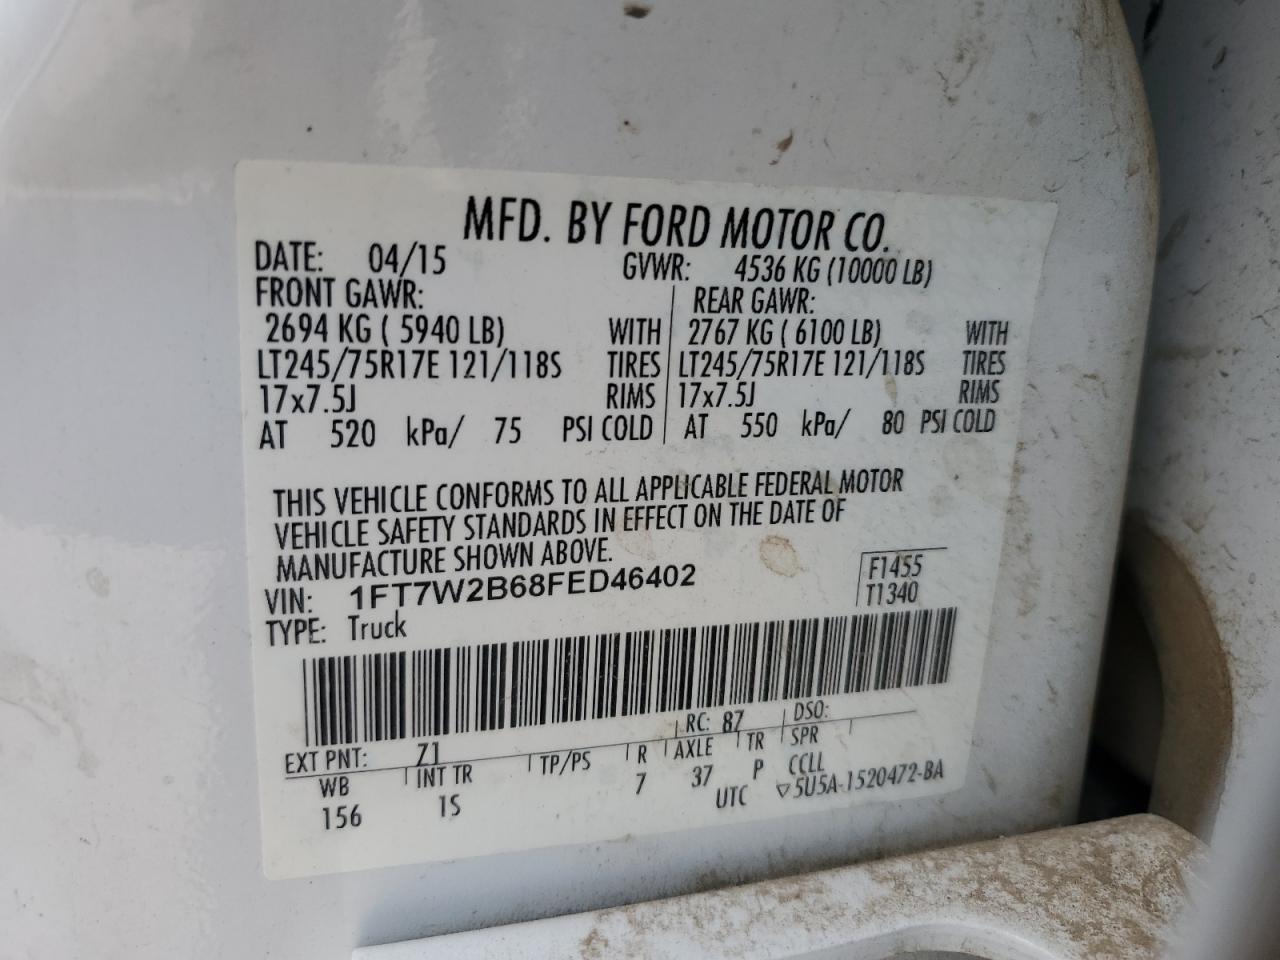 MFD. BY FORD MOTOR CO.
DATE: 04/15 GVWR: 4536 KG (10000 LB)
FRONT GAWR: REAR GAWR:
2694 KG ( 5940 LB) WITH 2767 KG ( 6100 LB) WITH
LT245/75R17E 121/118S TIRES LT245/75R17E 121/118S TIRES
17x7.5J RIMS 17x7.5J RIMS
AT 520 kPa/ 75 PSI COLD AT 550 kPa/ 80 PSI COLD
THIS VEHICLE CONFORMS TO ALL APPLICABLE FEDERAL MOTOR
VEHICLE SAFETY STANDARDS IN EFFECT ON THE DATE OF
MANUFACTURE SHOWN ABOVE.
VIN: 1FT7W2B68FED46402 F1455
TYPE: Truck T1340
EXT PNT: Z1 RC: 87 DSO:
WB INT TR TP/PS R AXLE TR SPR
156 1S 7 37 P CCLL
UTC ▽5U5A-1520472-BA